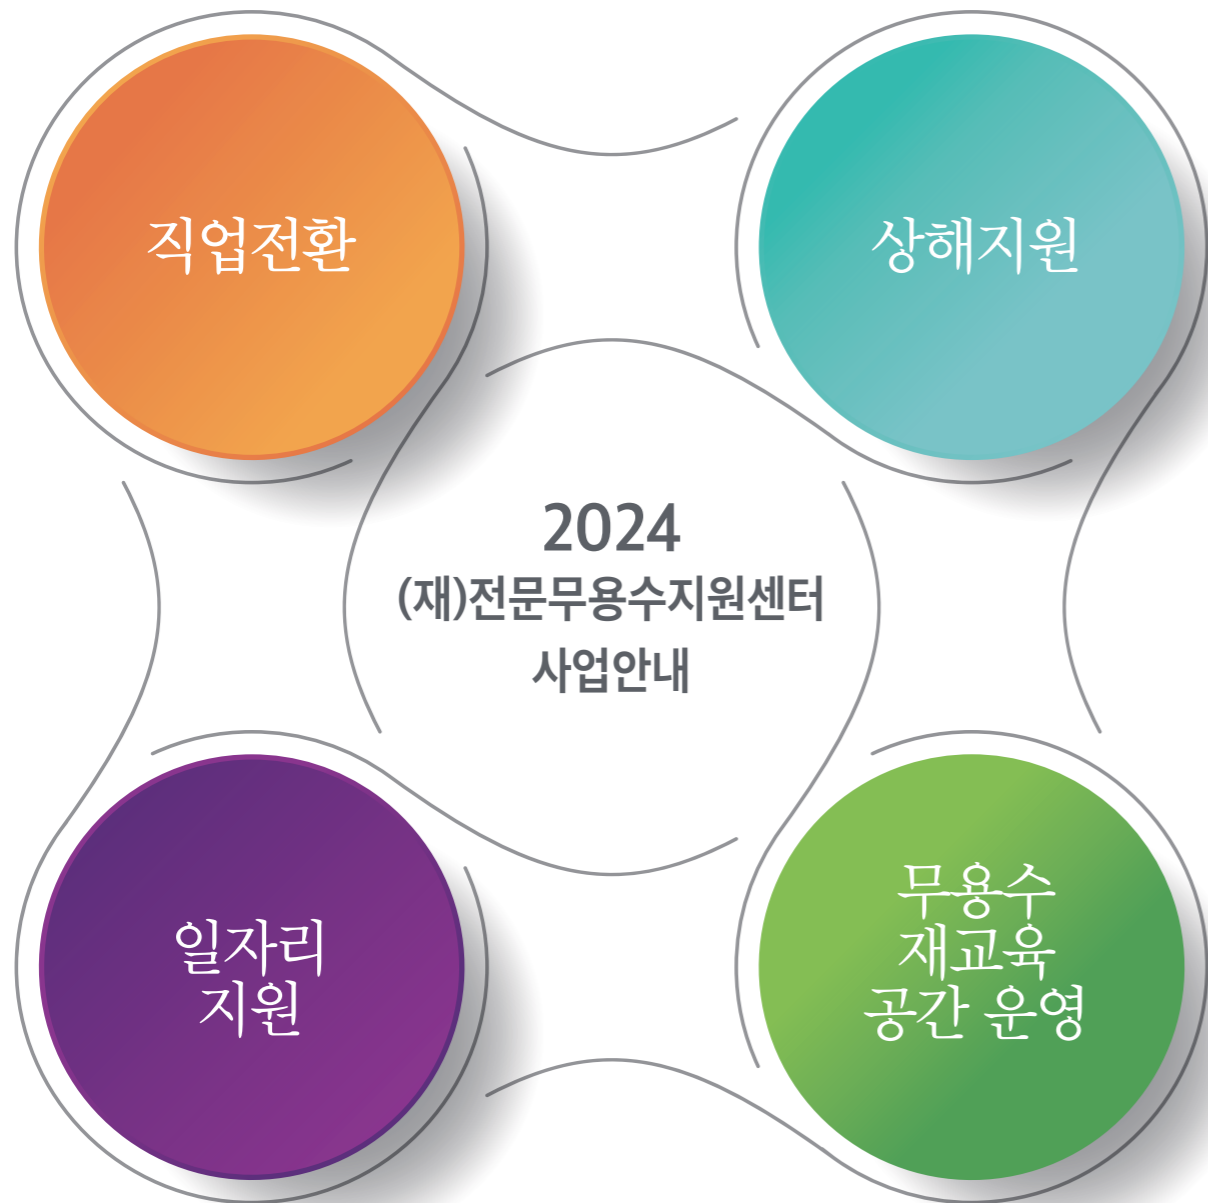 직업전환
상해지원
2024
(재)전문무용수지원센터
사업안내
일자리
지원
무용수
재교육
공간 운영